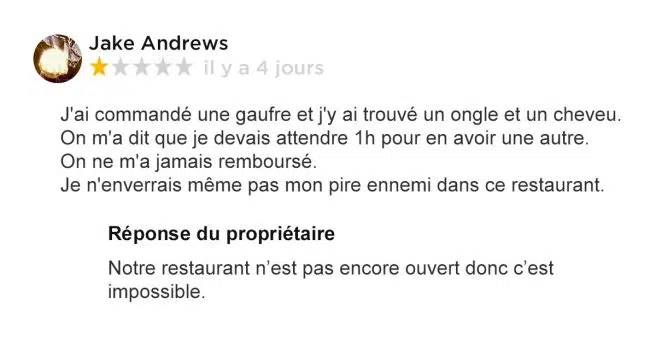 Jake Andrews
il y a 4 jours
J'ai commandé une gaufre et j'y ai trouvé un ongle et un cheveu.
On m'a dit que je devais attendre 1h pour en avoir une autre.
On ne m'a jamais remboursé.
Je n'enverrais même pas mon pire ennemi dans ce restaurant.
Réponse du propriétaire
Notre restaurant n’est pas encore ouvert donc c’est
impossible.